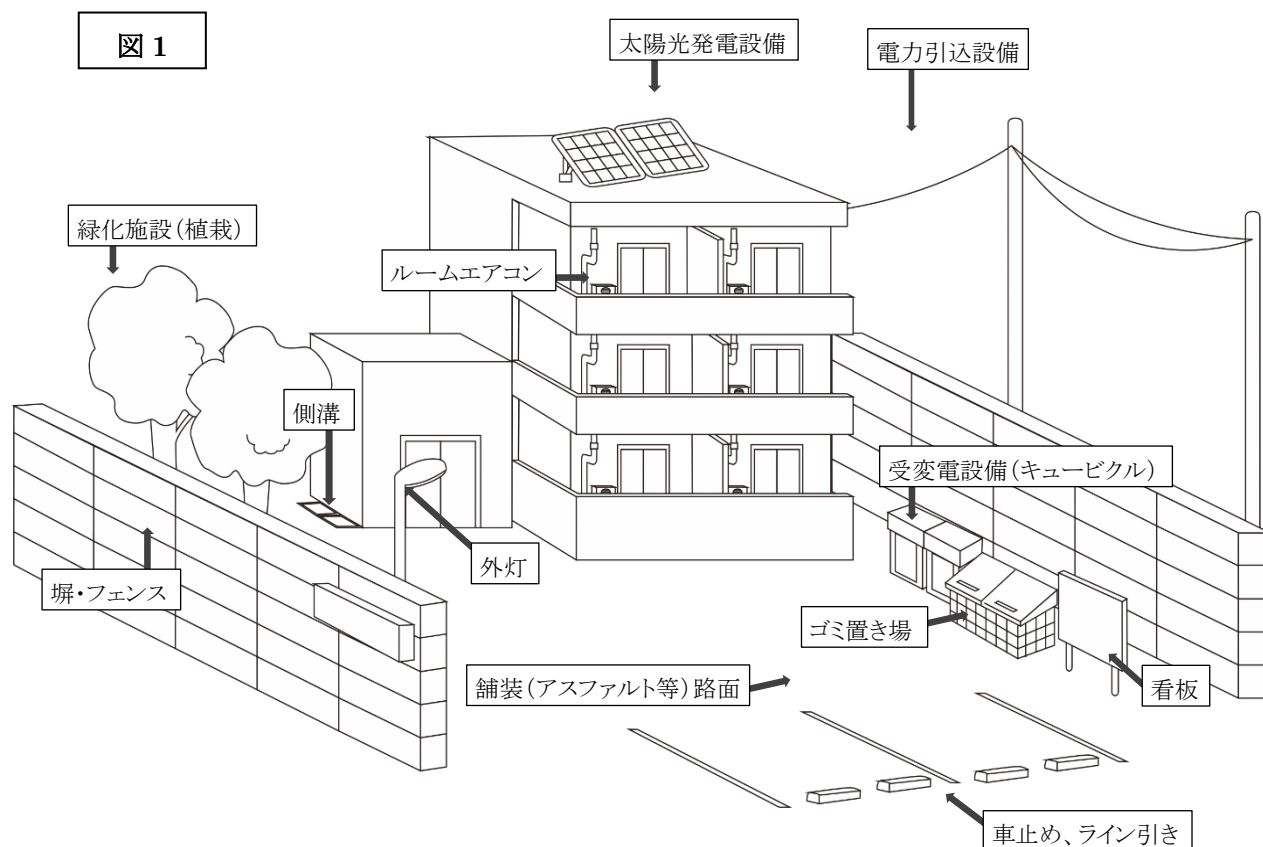 図 1
太陽光発電設備
電力引込設備
緑化施設(植栽)
ルームエアコン
側溝
受変電設備(キュービクル)
外灯
塀・フェンス
ゴミ置き場
舗装(アスファルト等)路面
看板
車止め、ライン引き